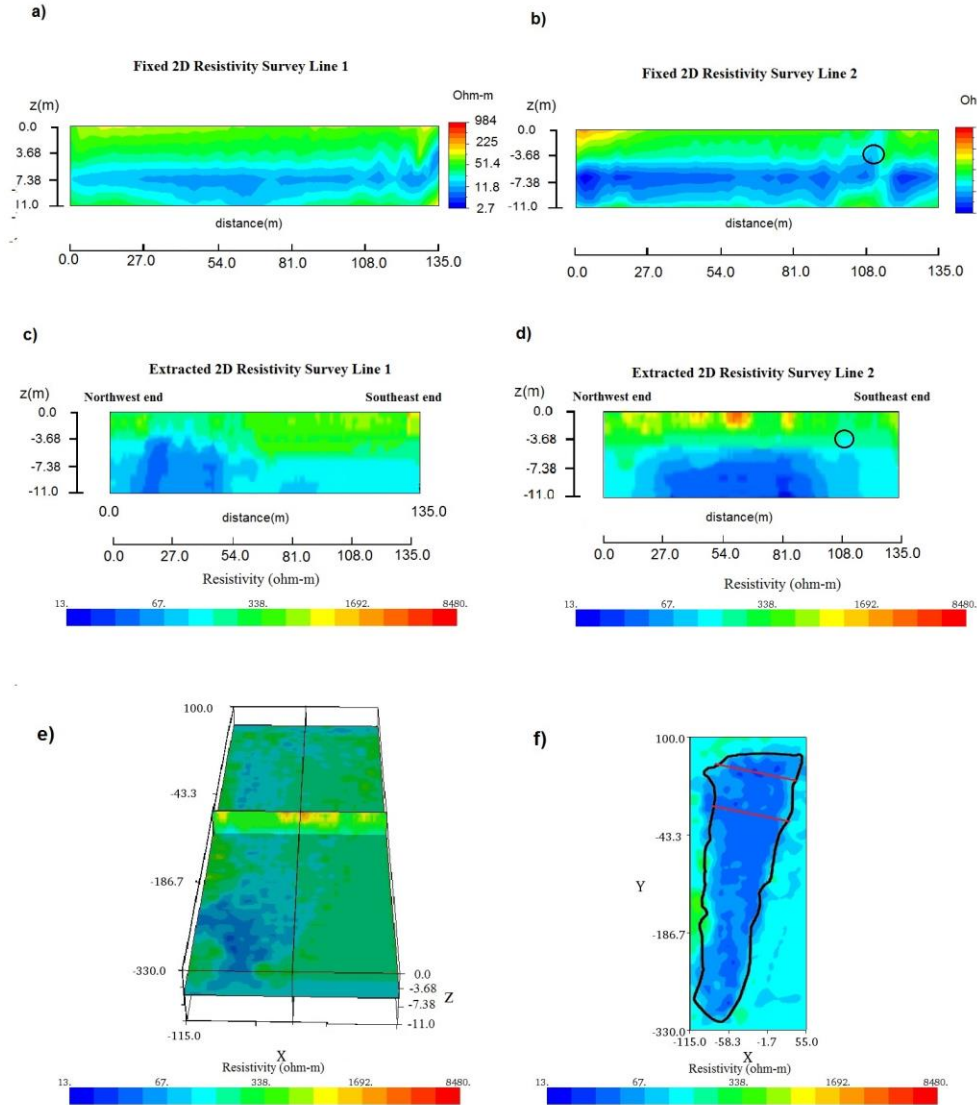 a)
Fixed 2D Resistivity Survey Line 1
Ohm-m
z(m)
0.0
3.68
7.38
11.0
984
225
51.4
11.8
2.7
distance(m)
0.0 27.0 54.0 81.0 108.0 135.0
b)
Fixed 2D Resistivity Survey Line 2
Oh
z(m)
0.0
-3.68
-7.38
-11.0
distance(m)
0.0 27.0 54.0 81.0 108.0 135.0
c)
Extracted 2D Resistivity Survey Line 1
Northwest end Southeast end
z(m)
-0.0
-3.68
-7.38
-11.0
0.0 135.0
distance(m)
0.0 27.0 54.0 81.0 108.0 135.0
Resistivity (ohm-m)
13. 67. 338. 1692. 8480.
d)
Extracted 2D Resistivity Survey Line 2
Northwest end Southeast end
z(m)
0.0
-3.68
-7.38
-11.0
distance(m)
0.0 27.0 54.0 81.0 108.0 135.0
Resistivity (ohm-m)
13. 67. 338. 1692. 8480.
e)
100.0
-43.3
-186.7
-330.0
0.0
-3.68
-7.38
-11.0
Z
-115.0
X
Resistivity (ohm-m)
13. 67. 338. 1692. 8480.
f)
100.0
-43.3
Y
-186.7
-330.0
-115.0 -58.3 -1.7 55.0
X
Resistivity (ohm-m)
13. 67. 338. 1692. 8480.